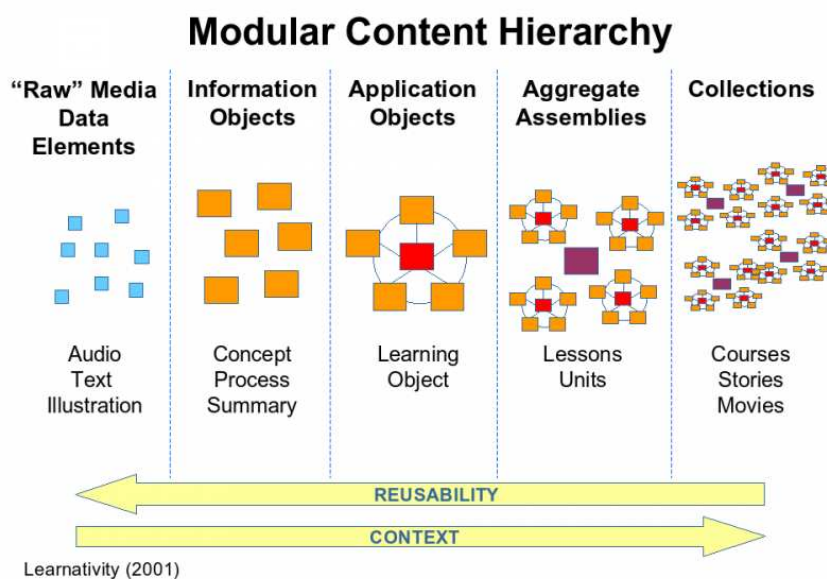 Modular Content Hierarchy
“Raw” Media
Data
Elements
Information
Objects
Application
Objects
Aggregate
Assemblies
Collections
Audio
Text
Illustration
Concept
Process
Summary
Learning
Object
Lessons
Units
Courses
Stories
Movies
REUSABILITY
CONTEXT
Learnativity (2001)